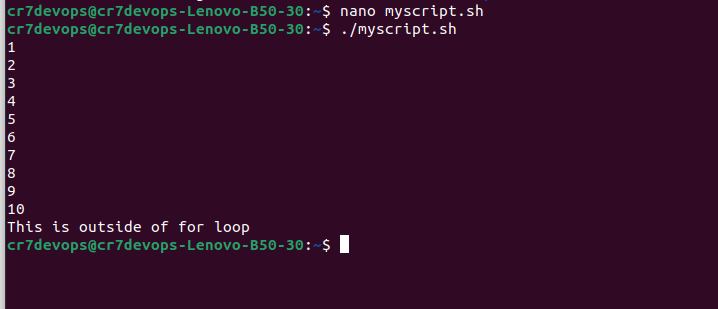 cr7devops@cr7devops-Lenovo-B50-30:~$ nano myscript.sh
cr7devops@cr7devops-Lenovo-B50-30:~$ ./myscript.sh
1
2
3
4
5
6
7
8
9
10
This is outside of for loop
cr7devops@cr7devops-Lenovo-B50-30:~$